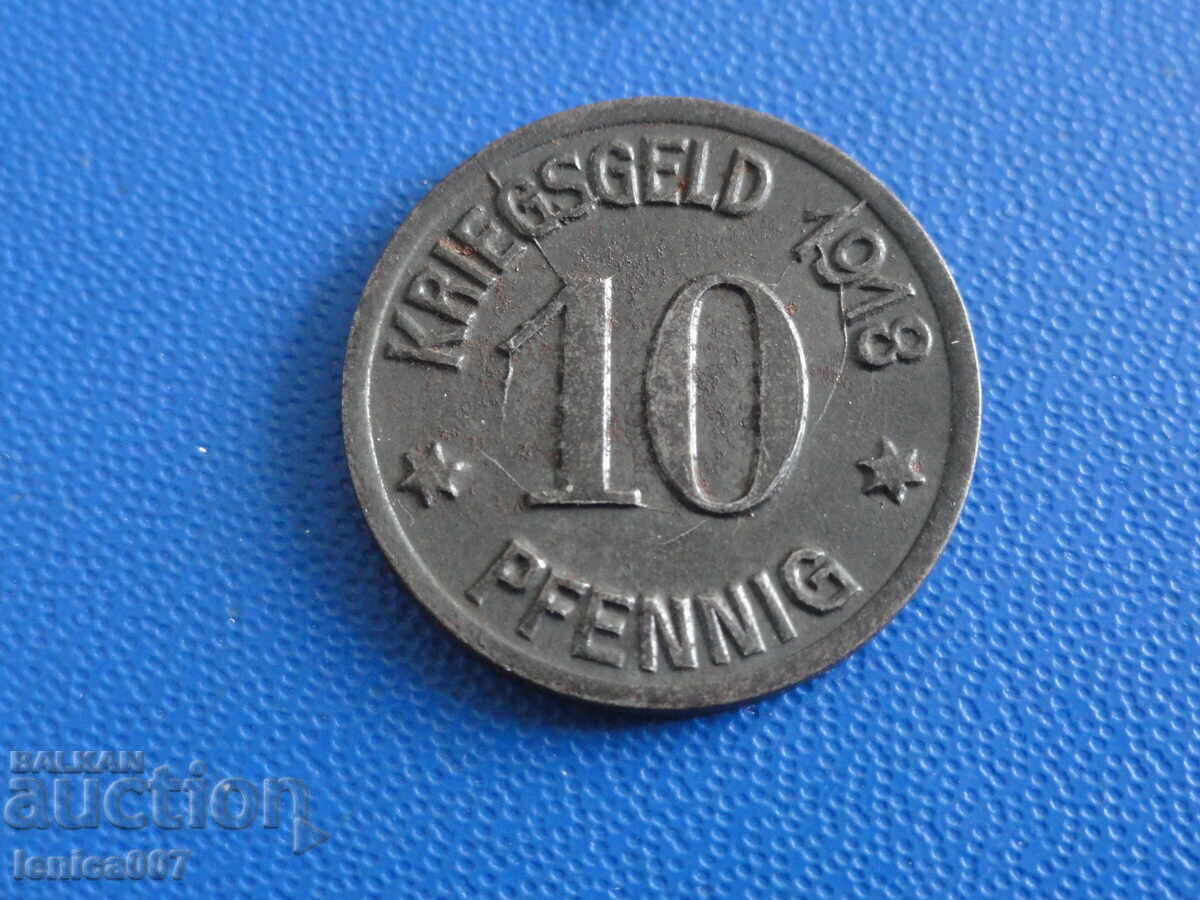 KRIEGSGELD 1918
10
PFENNIG
BALKAN
auction
lenica007